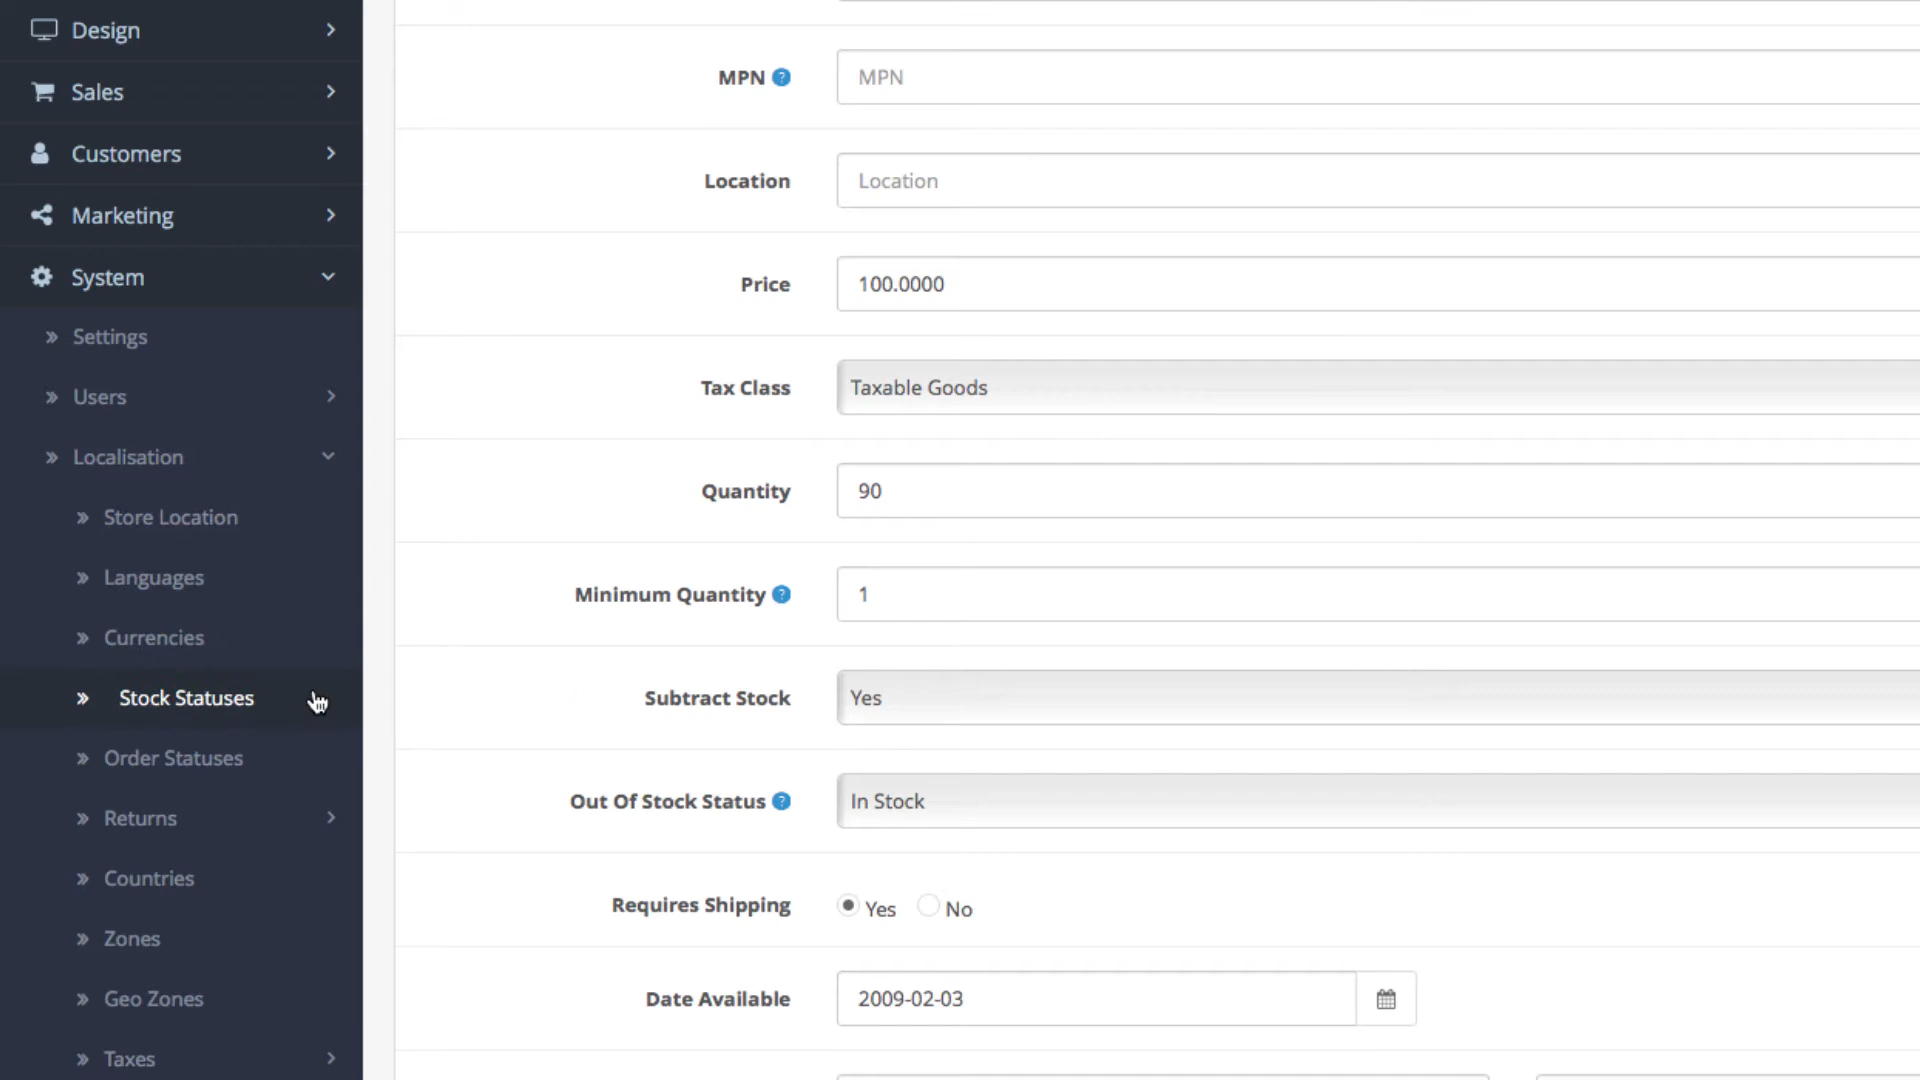 Design
Sales
Customers
Marketing
System
Settings
Users
Localisation
Store Location
Languages
Currencies
Stock Statuses
Order Statuses
Returns
Countries
Zones
Geo Zones
Taxes
MPN ? MPN
Location Location
Price 100.0000
Tax Class Taxable Goods
Quantity 90
Minimum Quantity ? 1
Subtract Stock Yes
Out Of Stock Status ? In Stock
Requires Shipping Yes No
Date Available 2009-02-03